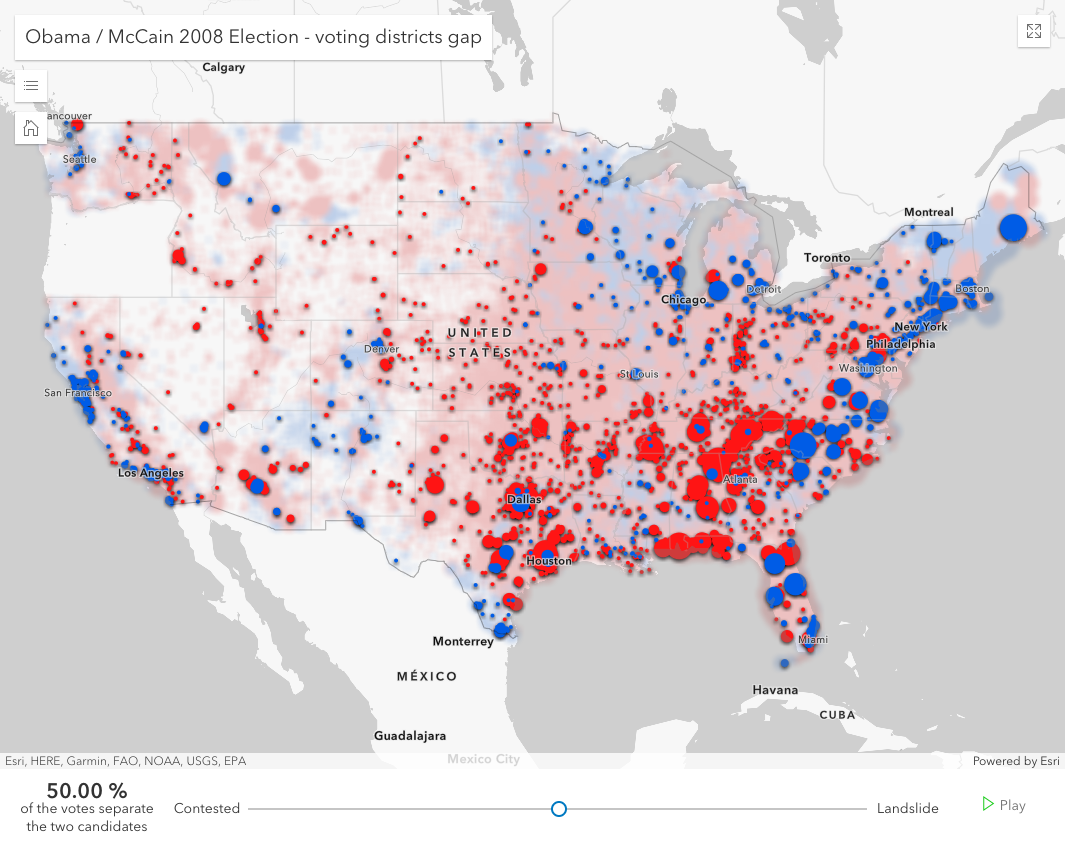 Obama / McCain 2008 Election - voting districts gap
Calgary
ancouver
Seattle
Montreal
Toronto
Boston
Detroit
Chicago
New York
UNITED
STATES
Philadelphia
Denver
Washington
St Louis
San Francisco
Los Angeles
Atlanta
Dallas
Houston
Miami
Monterrey
MÉXICO
Havana
CUBA
Guadalajara
Mexico City
Esri, HERE, Garmin, FAO, NOAA, USGS, EPA
Powered by Esri
50.00 %
of the votes separate
the two candidates
Contested
Landslide
Play